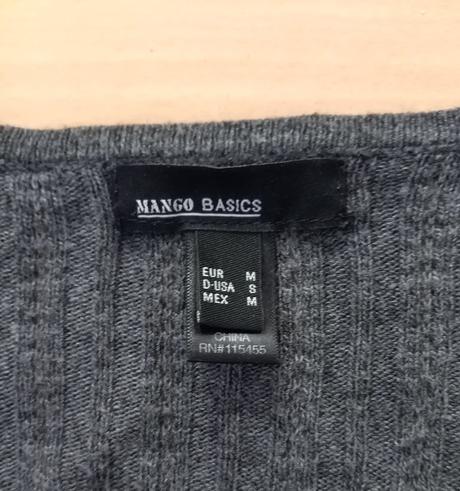 MANGO BASICS
EUR M
D-USA S
MEX M
CHINA
RN#115455